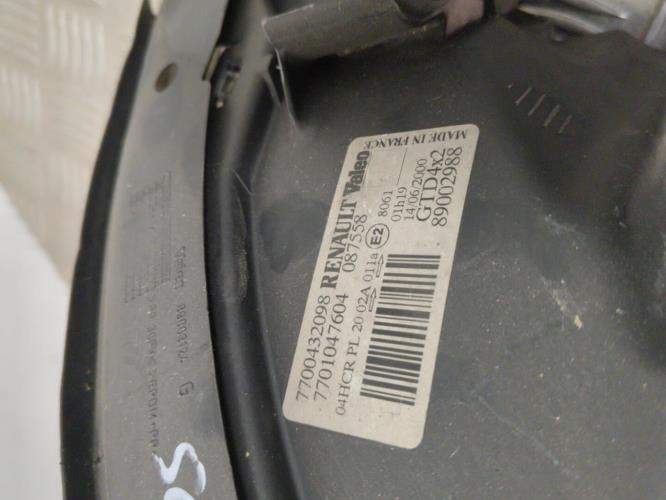 7700432098 RENAULT Valeo
7701047604 087558
04HCR PL 20 02A 011a E2 8061
01h19
14/06/2000
GTD4x2
89002988
MADE IN FRANCE
G